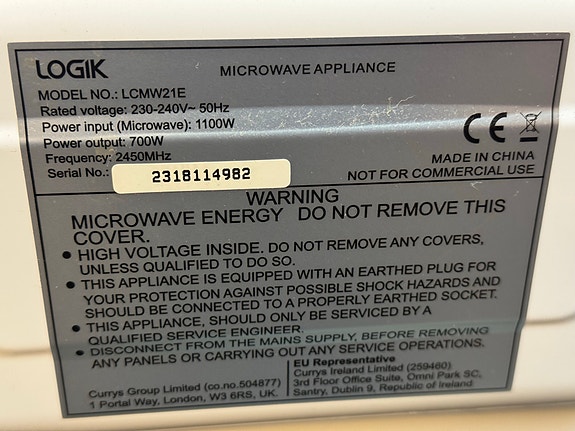 LOGIK
MICROWAVE APPLIANCE
MODEL NO.: LCMW21E
Rated voltage: 230-240V~ 50Hz
Power input (Microwave): 1100W
Power output: 700W
Frequency: 2450MHz
Serial No.: 2318114982
CE
MADE IN CHINA
NOT FOR COMMERCIAL USE
WARNING
MICROWAVE ENERGY DO NOT REMOVE THIS
COVER.
• HIGH VOLTAGE INSIDE. DO NOT REMOVE ANY COVERS,
UNLESS QUALIFIED TO DO SO.
• THIS APPLIANCE IS EQUIPPED WITH AN EARTHED PLUG FOR
YOUR PROTECTION AGAINST POSSIBLE SHOCK HAZARDS AND
SHOULD BE CONNECTED TO A PROPERLY EARTHED SOCKET.
• THIS APPLIANCE, SHOULD ONLY BE SERVICED BY A
QUALIFIED SERVICE ENGINEER.
• DISCONNECT FROM THE MAINS SUPPLY, BEFORE REMOVING
ANY PANELS OR CARRYING OUT ANY SERVICE OPERATIONS.
Currys Group Limited (co.no.504877)
1 Portal Way, London, W3 6RS, UK.
EU Representative
Currys Ireland Limited (259460)
3rd Floor Office Suite, Omni Park SC,
Santry, Dublin 9, Republic of Ireland